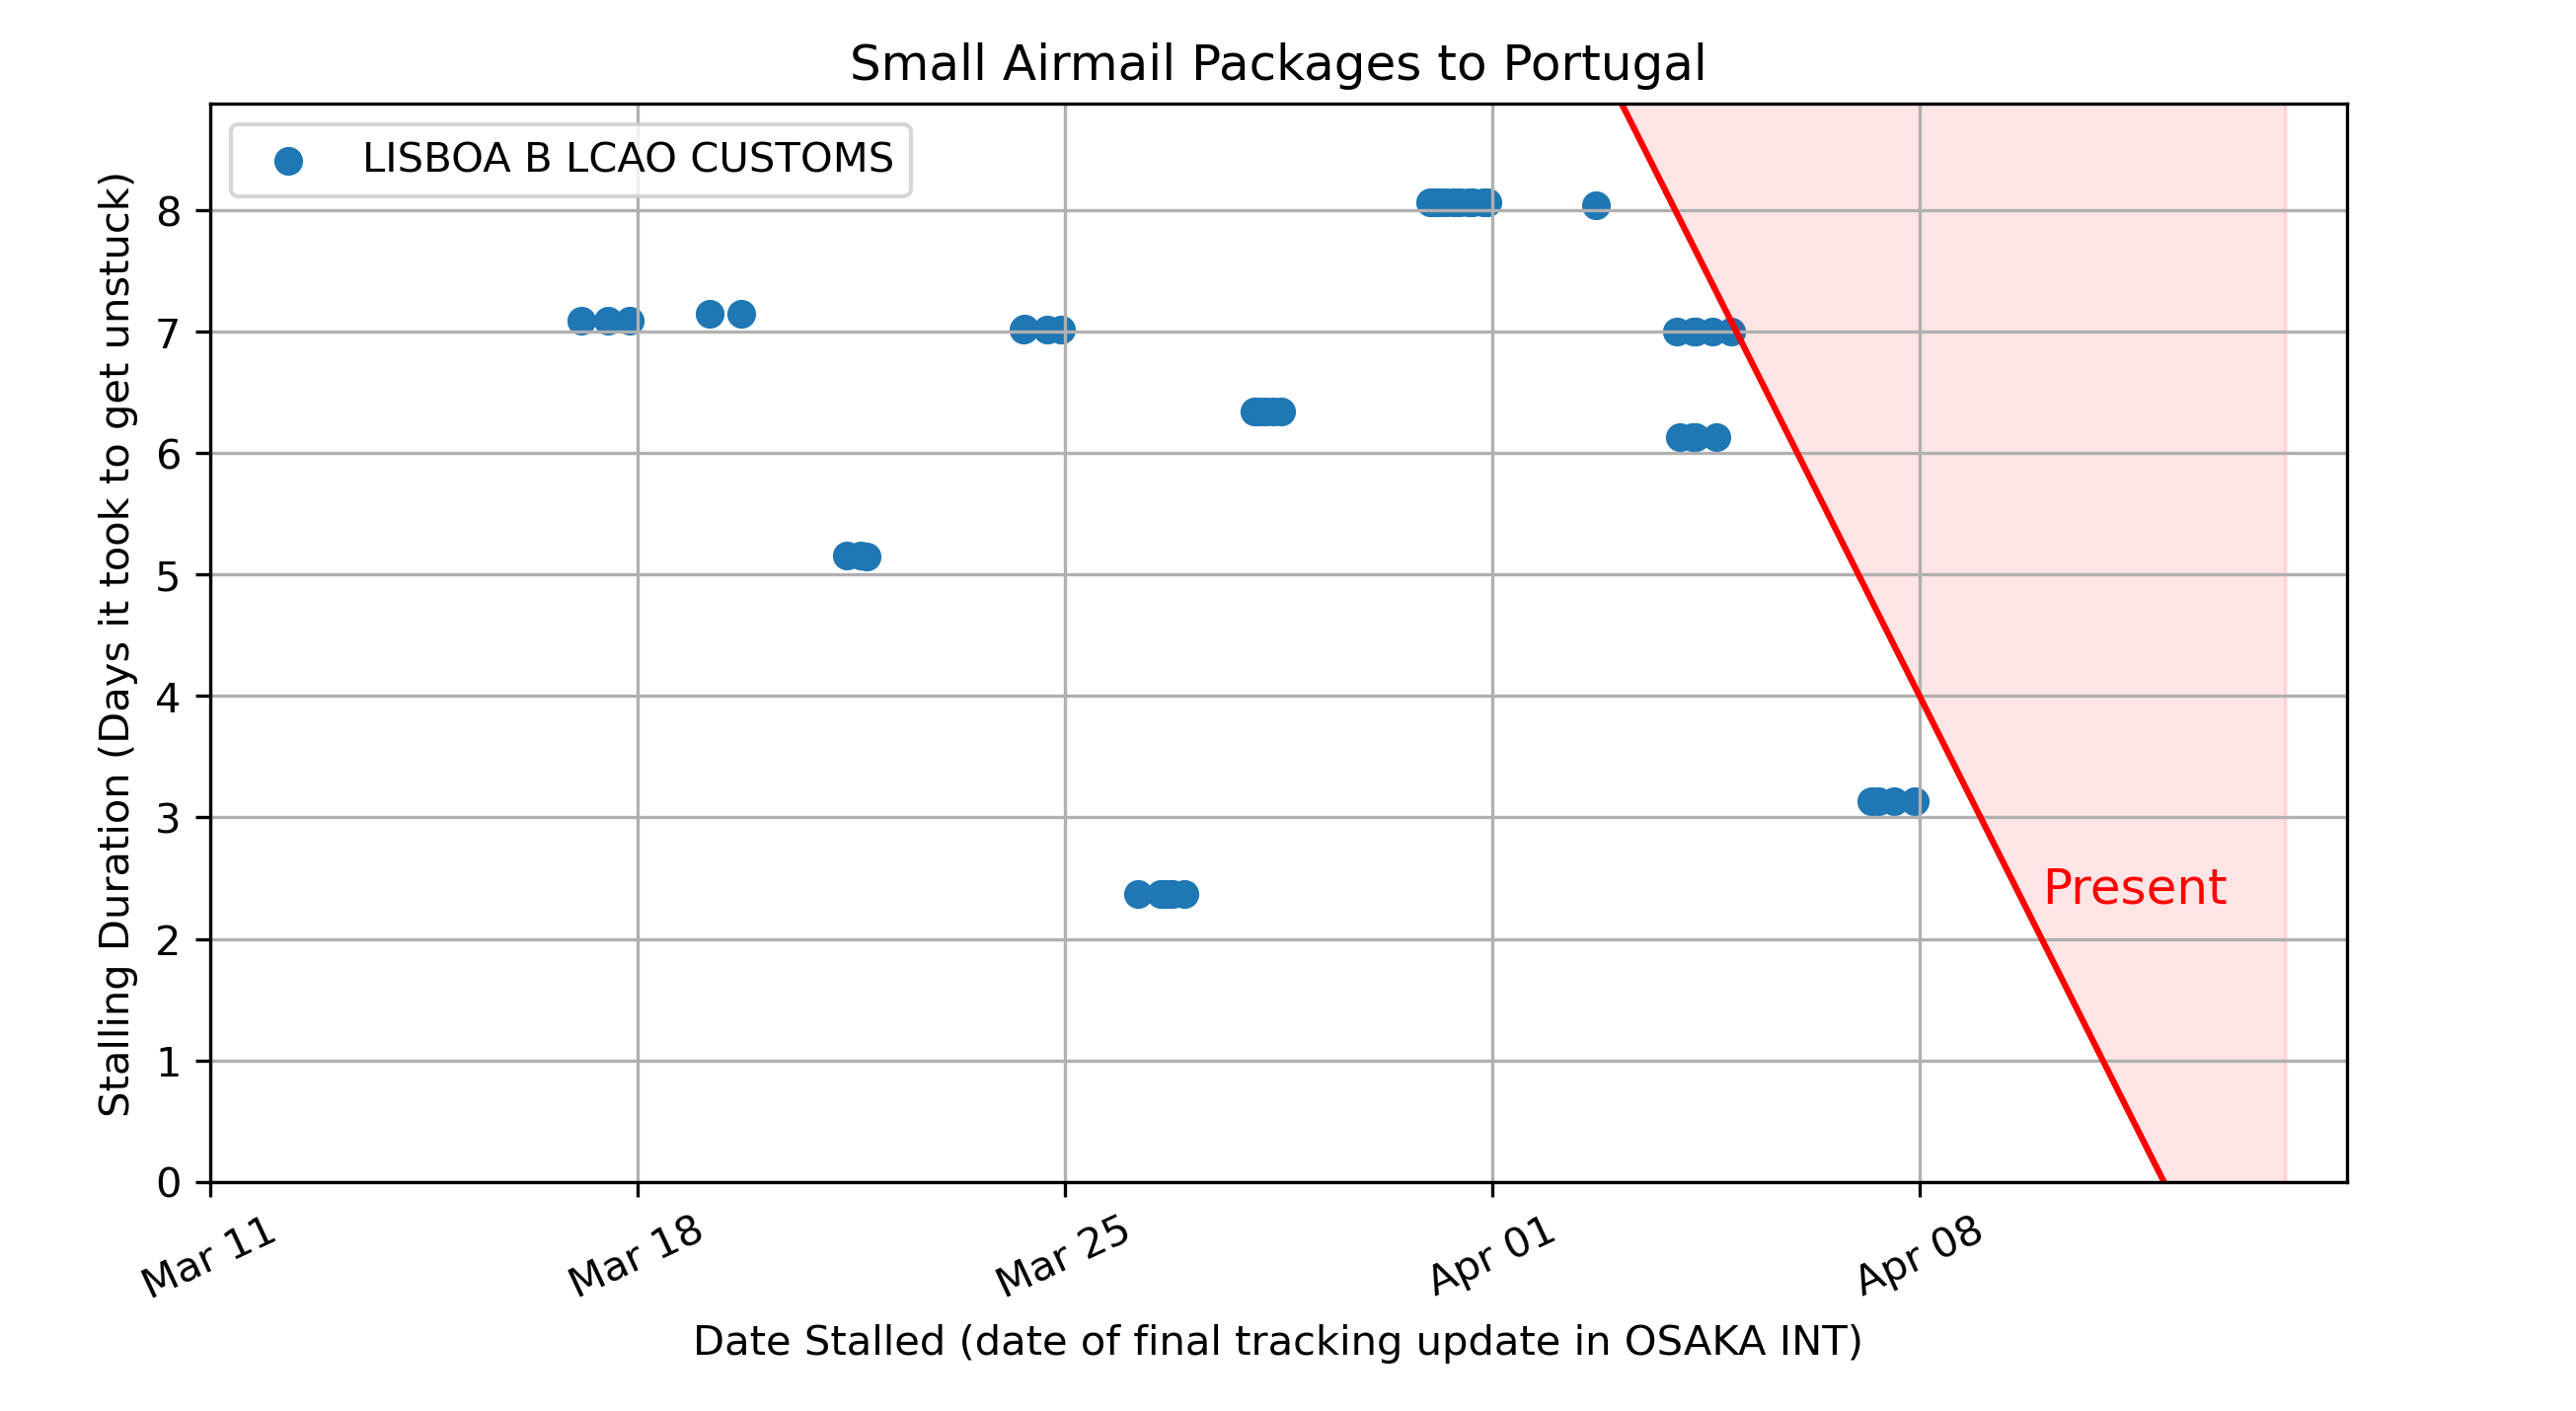 Small Airmail Packages to Portugal
LISBOA B LCAO CUSTOMS
Stalling Duration (Days it took to get unstuck)
8
7
6
5
4
3
2
1
0
Present
Mar 11
Mar 18
Mar 25
Apr 01
Apr 08
Date Stalled (date of final tracking update in OSAKA INT)